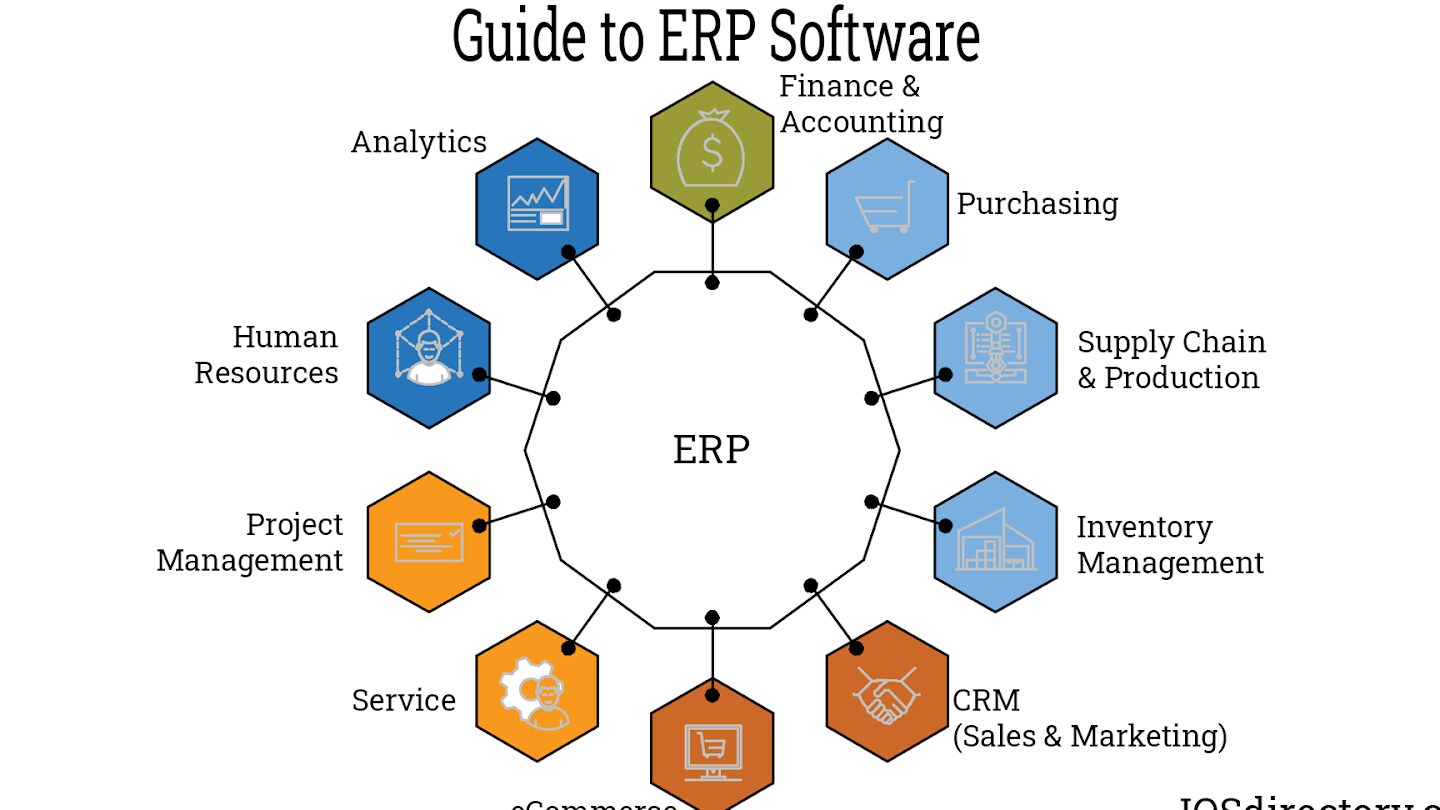 Guide to ERP Software
Finance &
Accounting
Analytics
$
Purchasing
Human
Resources
Supply Chain
& Production
ERP
Project
Management
Inventory
Management
Service
CRM
(Sales & Marketing)
eCommerse